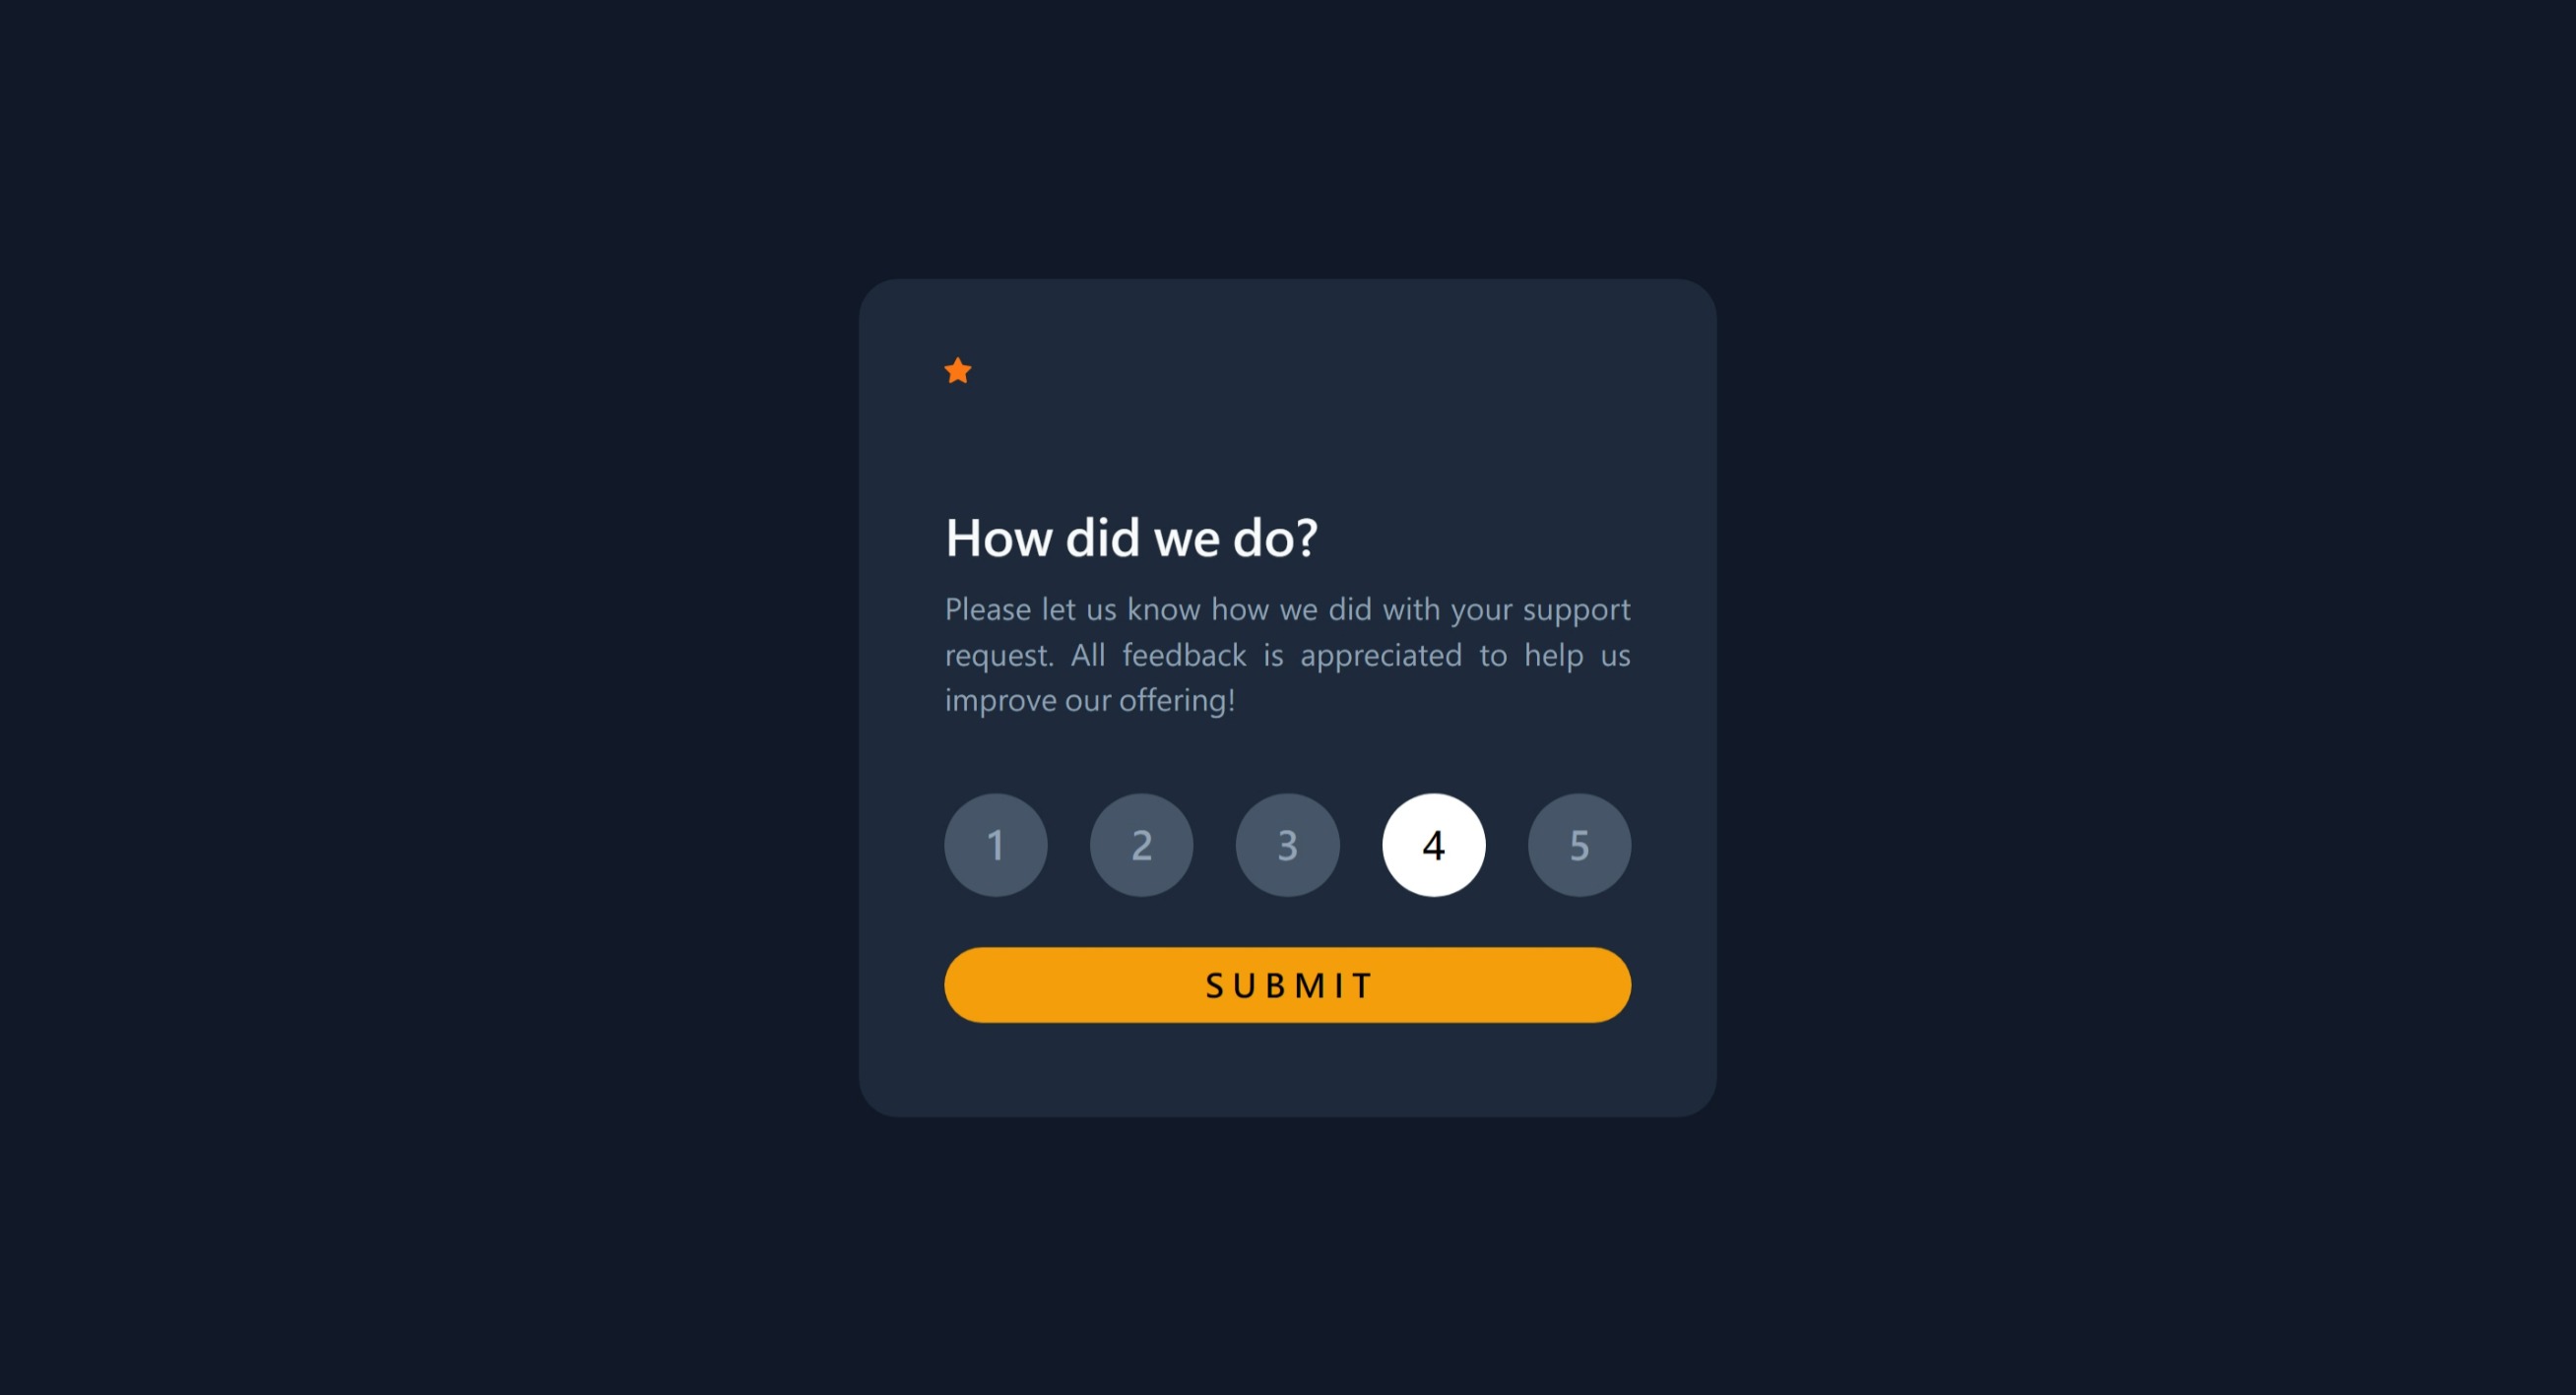 How did we do?
Please let us know how we did with your support
request. All feedback is appreciated to help us
improve our offering!
1 2 3 4 5
SUBMIT